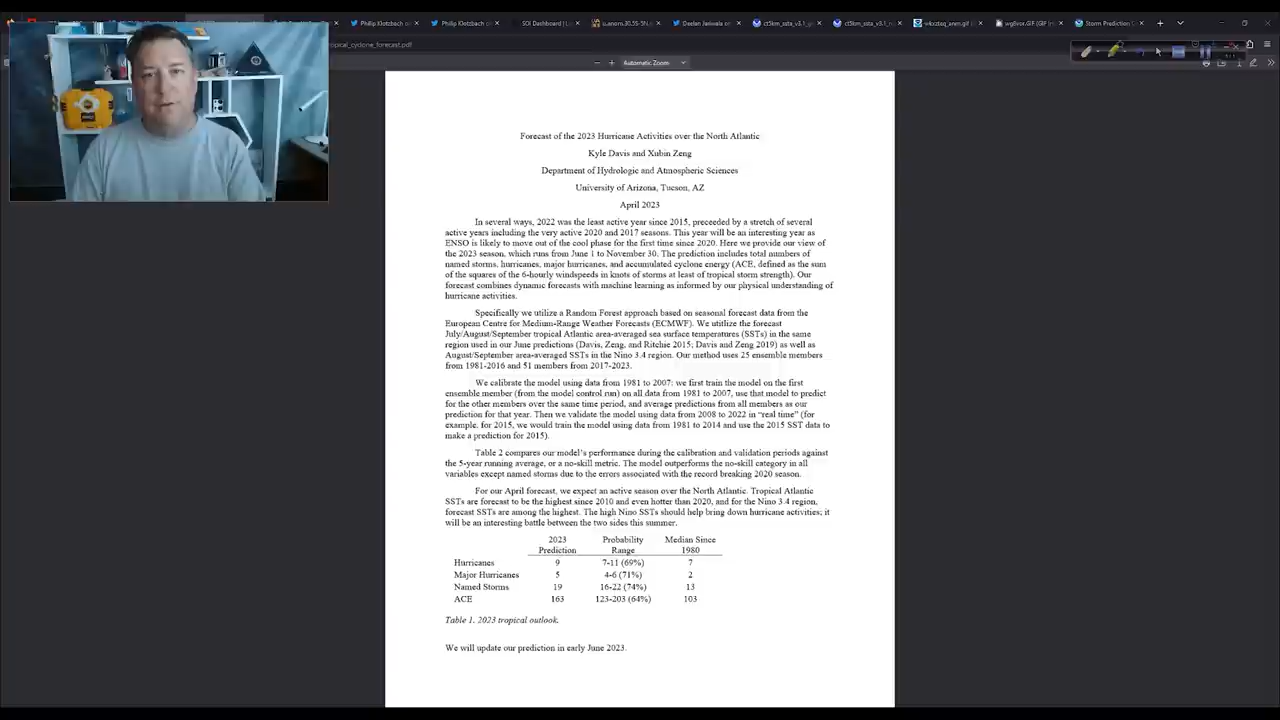 Philip Klotzbach on
Philip Klotzbach on
SOI Dashboard | L
Storm Prediction C
ropical_cyclone_forecast.pdf
Automatic Zoom
Forecast of the 2023 Hurricane Activities over the North Atlantic
Kyle Davis and Xubin Zeng
Department of Hydrologic and Atmospheric Sciences
University of Arizona, Tucson, AZ
April 2023
In several ways, 2022 was the least active year since 2015, preceeded by a stretch of several
active years including the very active 2020 and 2017 seasons. This year will be an interesting year as
ENSO is likely to move out of the cool phase for the first time since 2020. Here we provide our view of
the 2023 season, which runs from June 1 to November 30. The prediction includes total numbers of
named storms, hurricanes, major hurricanes, and accumulated cyclone energy (ACE, defined as the sum
of the squares of the 6-hourly windspeeds in knots of storms at least of tropical storm strength). Our
forecast combines dynamic forecasts with machine learning as informed by our physical understanding of
hurricane activities.
Specifically we utilize a Random Forest approach based on seasonal forecast data from the
European Centre for Medium-Range Weather Forecasts (ECMWF). We utilize the forecast
July/August/September tropical Atlantic area-averaged sea surface temperatures (SSTs) in the same
region used in our June predictions (Davis, Zeng, and Ritchie 2015; Davis and Zeng 2019) as well as
August/September area-averaged SSTs in the Nino 3.4 region. Our method uses 25 ensemble members
from 1981-2016 and 51 members from 2017-2023.
We calibrate the model using data from 1981 to 2007: we first train the model on the first
ensemble member (from the model control run) on all data from 1981 to 2007, use that model to predict
for the other members over the same time period, and average predictions from all members as our
prediction for that year. Then we validate the model using data from 2008 to 2022 in “real time” (for
example, for 2015, we would train the model using data from 1981 to 2014 and use the 2015 SST data to
make a prediction for 2015).
Table 2 compares our model’s performance during the calibration and validation periods against
the 5-year running average, or a no-skill metric. The model outperforms the no-skill category in all
variables except named storms due to the errors associated with the record breaking 2020 season.
For our April forecast, we expect an active season over the North Atlantic. Tropical Atlantic
SSTs are forecast to be the highest since 2010 and even hotter than 2020, and for the Nino 3.4 region,
forecast SSTs are among the highest. The high Nino SSTs should help bring down hurricane activities; it
will be an interesting battle between the two sides this summer.
2023 Probability Median Since
Prediction Range 1980
Hurricanes 9 7-11 (69%) 7
Major Hurricanes 5 4-6 (71%) 2
Named Storms 19 16-22 (74%) 13
ACE 163 123-203 (64%) 103
Table 1. 2023 tropical outlook.
We will update our prediction in early June 2023.